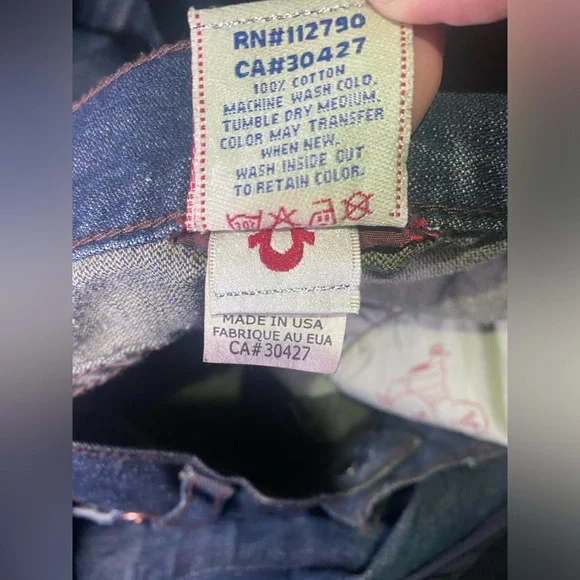 RN#112790
CA#30427
100% COTTON
MACHINE WASH COLD.
TUMBLE DRY MEDIUM.
COLOR MAY TRANSFER
WHEN NEW.
WASH INSIDE OUT
TO RETAIN COLOR.
40
MADE IN USA
FABRIQUE AU EUA
CA#30427